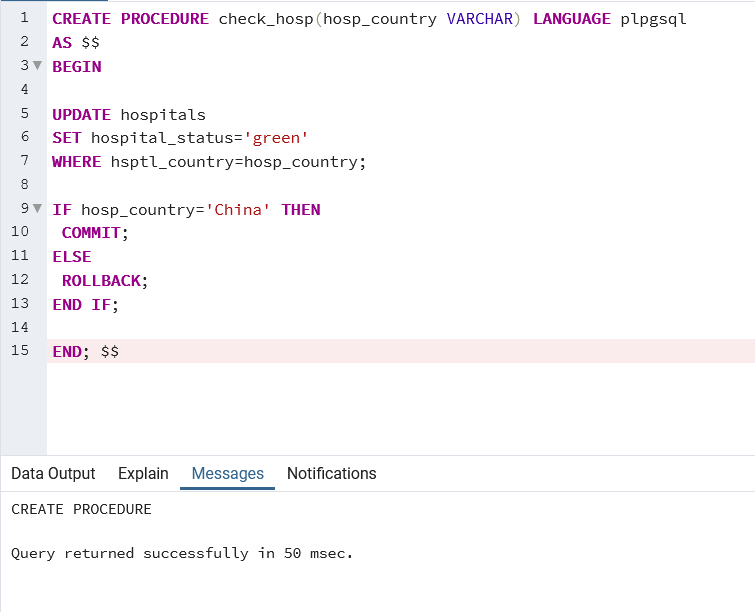 1 CREATE PROCEDURE check_hosp(hosp_country VARCHAR) LANGUAGE plpgsql
2 AS $$
3 BEGIN
4
5 UPDATE hospitals
6 SET hospital_status='green'
7 WHERE hsptl_country=hosp_country;
8
9 IF hosp_country='China' THEN
10 COMMIT;
11 ELSE
12 ROLLBACK;
13 END IF;
14
15 END; $$
Data Output Explain Messages Notifications
CREATE PROCEDURE
Query returned successfully in 50 msec.